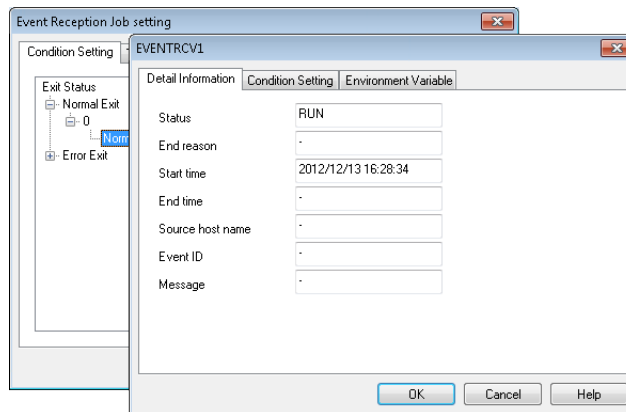 Event Reception Job setting
Condition Setting
Exit Status
Normal Exit
0
Error Exit
EVENTRCV1
Detail Information Condition Setting Environment Variable
Status RUN
End reason -
Start time 2012/12/13 16:28:34
End time -
Source host name -
Event ID -
Message -
OK Cancel Help